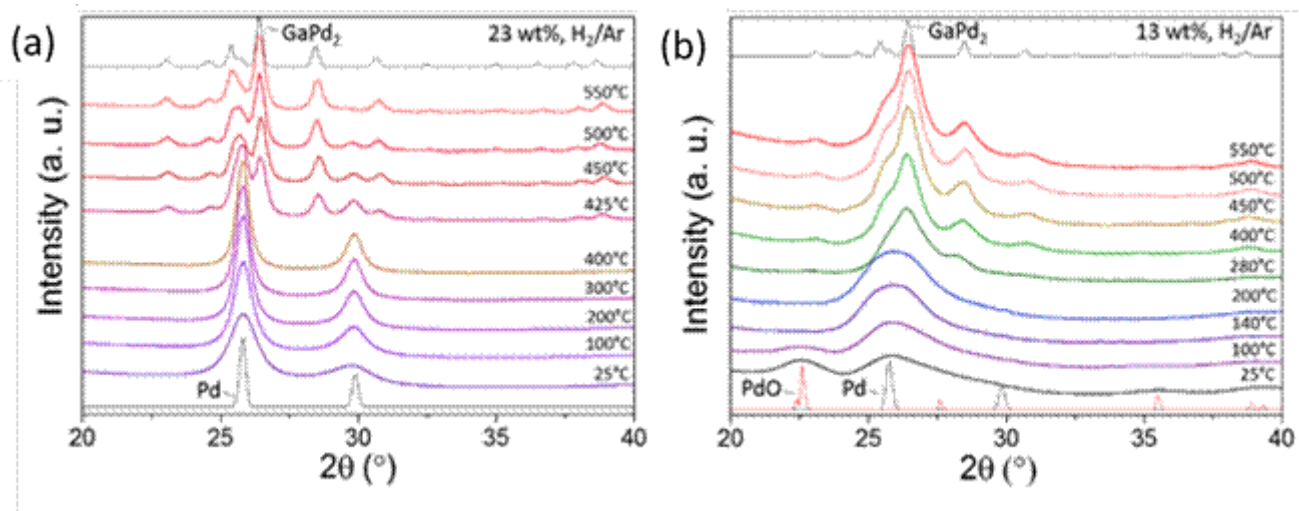 (a)
GaPd₂
23 wt%, H₂/Ar
550°C
500°C
450°C
425°C
400°C
300°C
200°C
100°C
25°C
Pd
Intensity (a. u.)
20 25 30 35 40
2θ (°)
(b)
GaPd₂
13 wt%, H₂/Ar
550°C
500°C
450°C
400°C
280°C
200°C
140°C
100°C
25°C
PdO
Pd
Intensity (a. u.)
20 25 30 35 40
2θ (°)